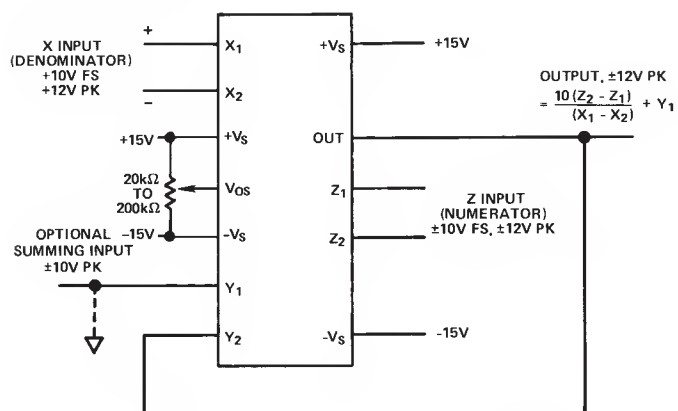 X INPUT
(DENOMINATOR)
+10V FS
+12V PK
+
−
X1
X2
+VS
VOS
-VS
Y1
Y2
+15V
20kΩ
TO
200kΩ
-15V
OPTIONAL
SUMMING INPUT
±10V PK
+VS
OUT
Z1
Z2
-VS
+15V
Z INPUT
(NUMERATOR)
±10V FS, ±12V PK
-15V
OUTPUT, ±12V PK
= 10(Z2 - Z1) / (X1 - X2) + Y1